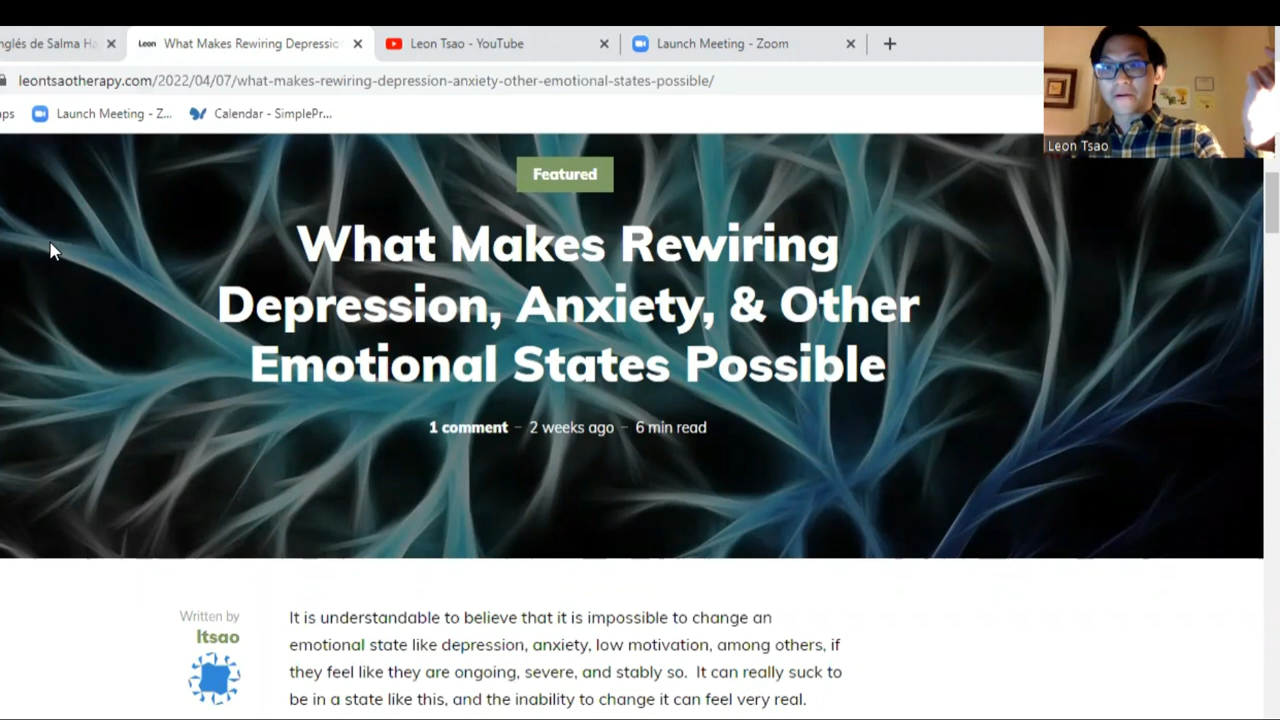 nglés de Salma Ha
Leon What Makes Rewiring Depressio
Leon Tsao - YouTube
Launch Meeting - Zoom
leontsaotherapy.com/2022/04/07/what-makes-rewiring-depression-anxiety-other-emotional-states-possible/
ps
Launch Meeting - Z...
Calendar - SimplePr...
Leon Tsao
Featured
What Makes Rewiring
Depression, Anxiety, & Other
Emotional States Possible
1 comment – 2 weeks ago – 6 min read
Written by
ltsao
It is understandable to believe that it is impossible to change an
emotional state like depression, anxiety, low motivation, among others, if
they feel like they are ongoing, severe, and stably so. It can really suck to
be in a state like this, and the inability to change it can feel very real.